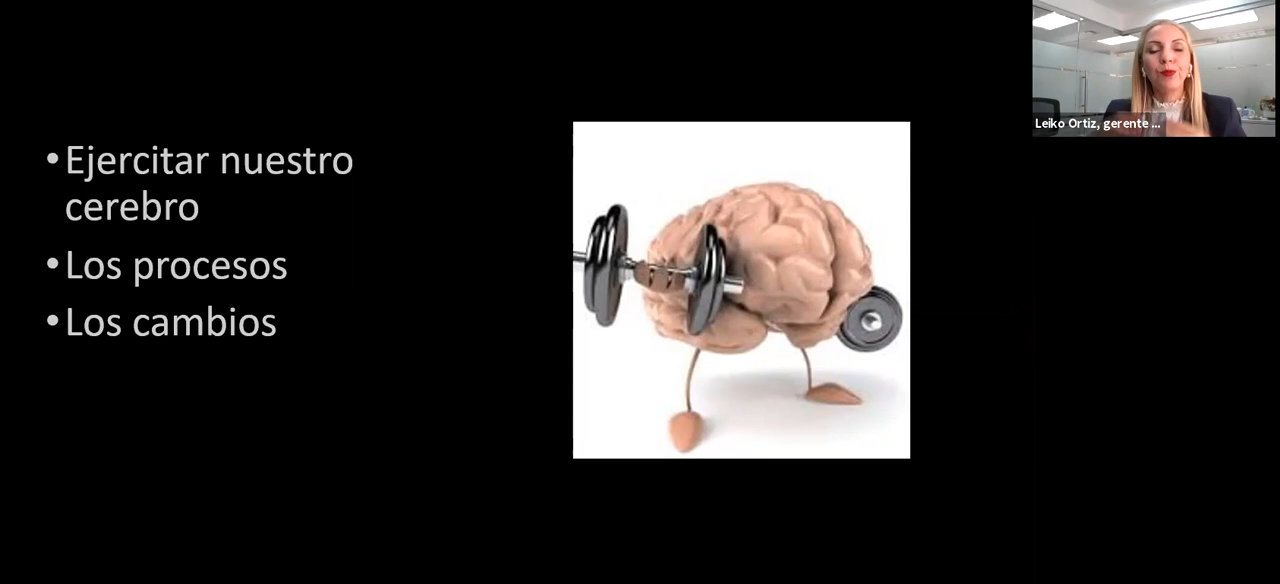 •Ejercitar nuestro
cerebro
•Los procesos
•Los cambios
Leiko Ortiz, gerente ...